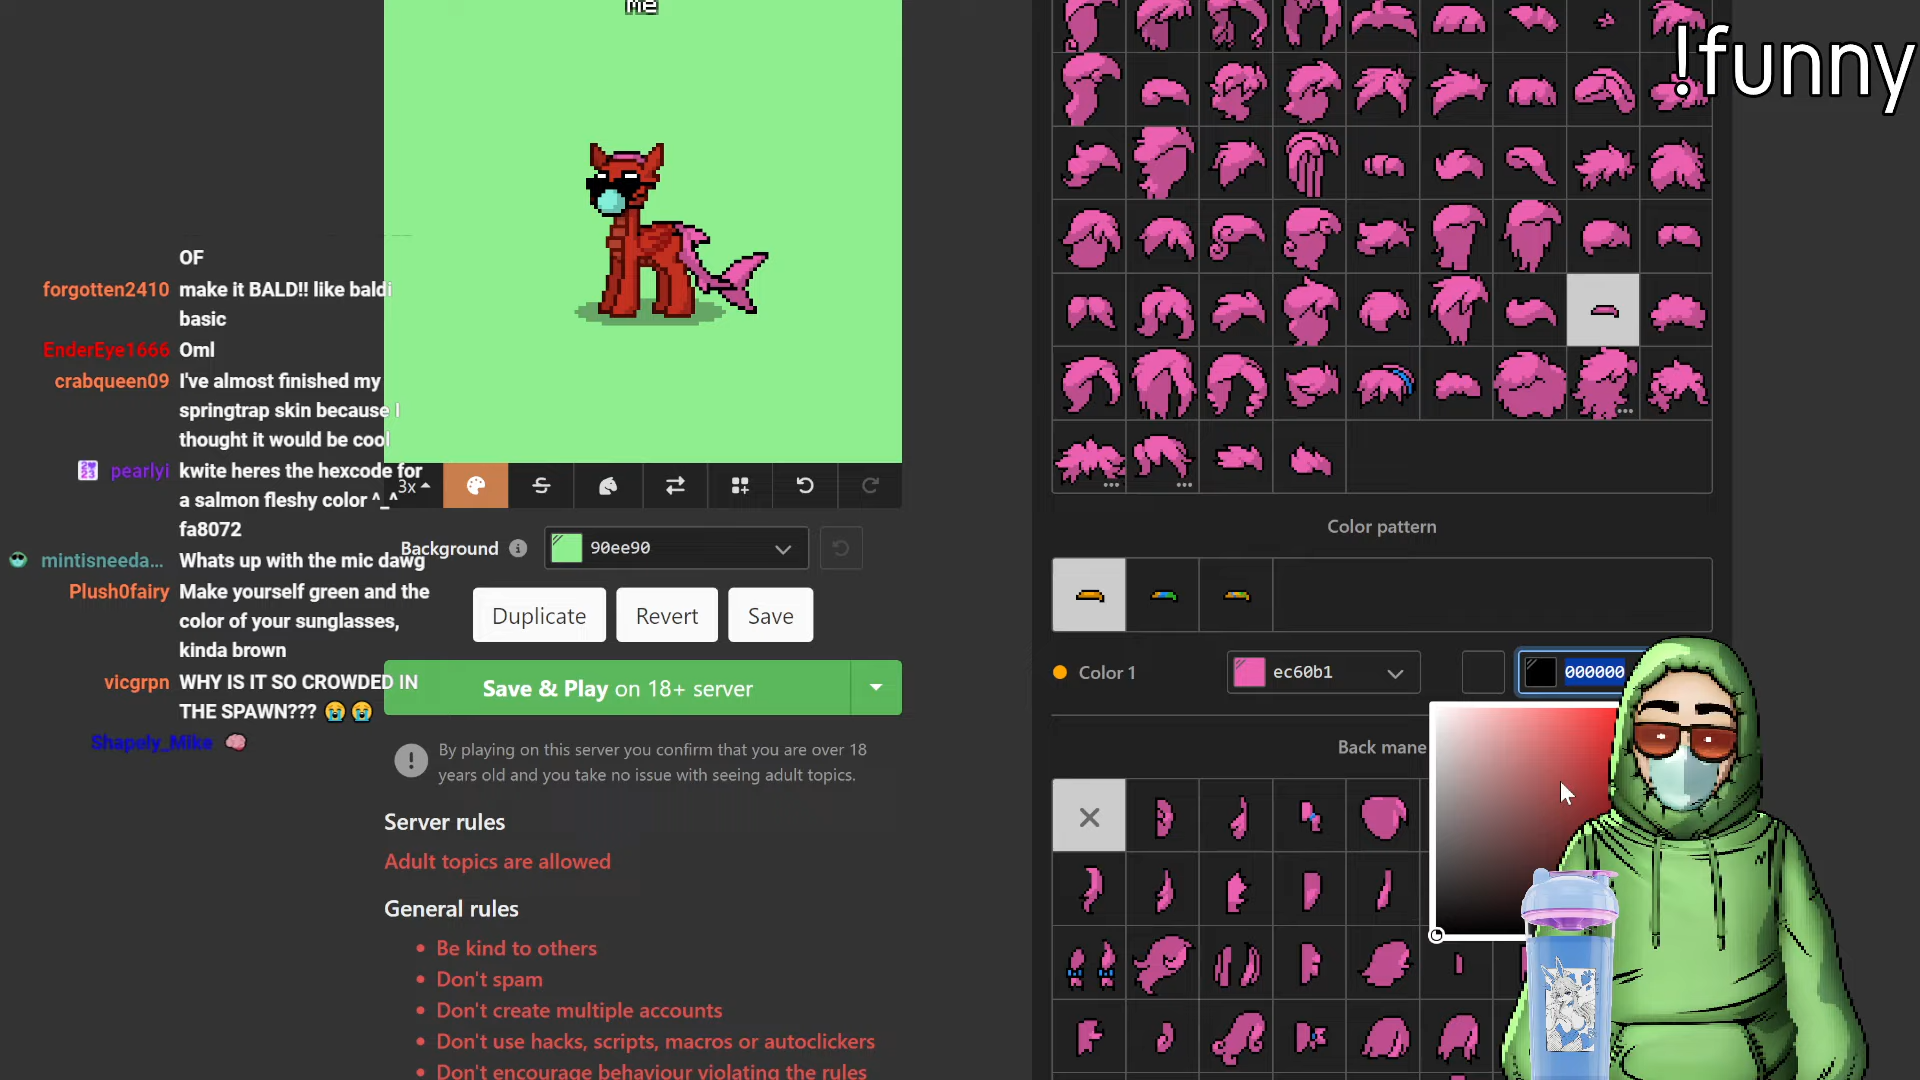 me
!funny
OF
forgotten2410 make it BALD!! like baldi
basic
EnderEye1666 Oml
crabqueen09 I've almost finished my
springtrap skin because I
thought it would be cool
pearlyi kwite heres the hexcode for
a salmon fleshy color ^_^
fa8072
mintisneeda... Whats up with the mic dawg
Plush0fairy Make yourself green and the
color of your sunglasses,
kinda brown
vicgrpn WHY IS IT SO CROWDED IN
THE SPAWN??? 😭😭
Shapely_Mike 🧠
3x
Background 90ee90
Duplicate Revert Save
Save & Play on 18+ server
By playing on this server you confirm that you are over 18
years old and you take no issue with seeing adult topics.
Server rules
Adult topics are allowed
General rules
Be kind to others
Don't spam
Don't create multiple accounts
Don't use hacks, scripts, macros or autoclickers
Don't encourage behaviour violating the rules
Color pattern
Color 1 ec60b1 000000
Back mane